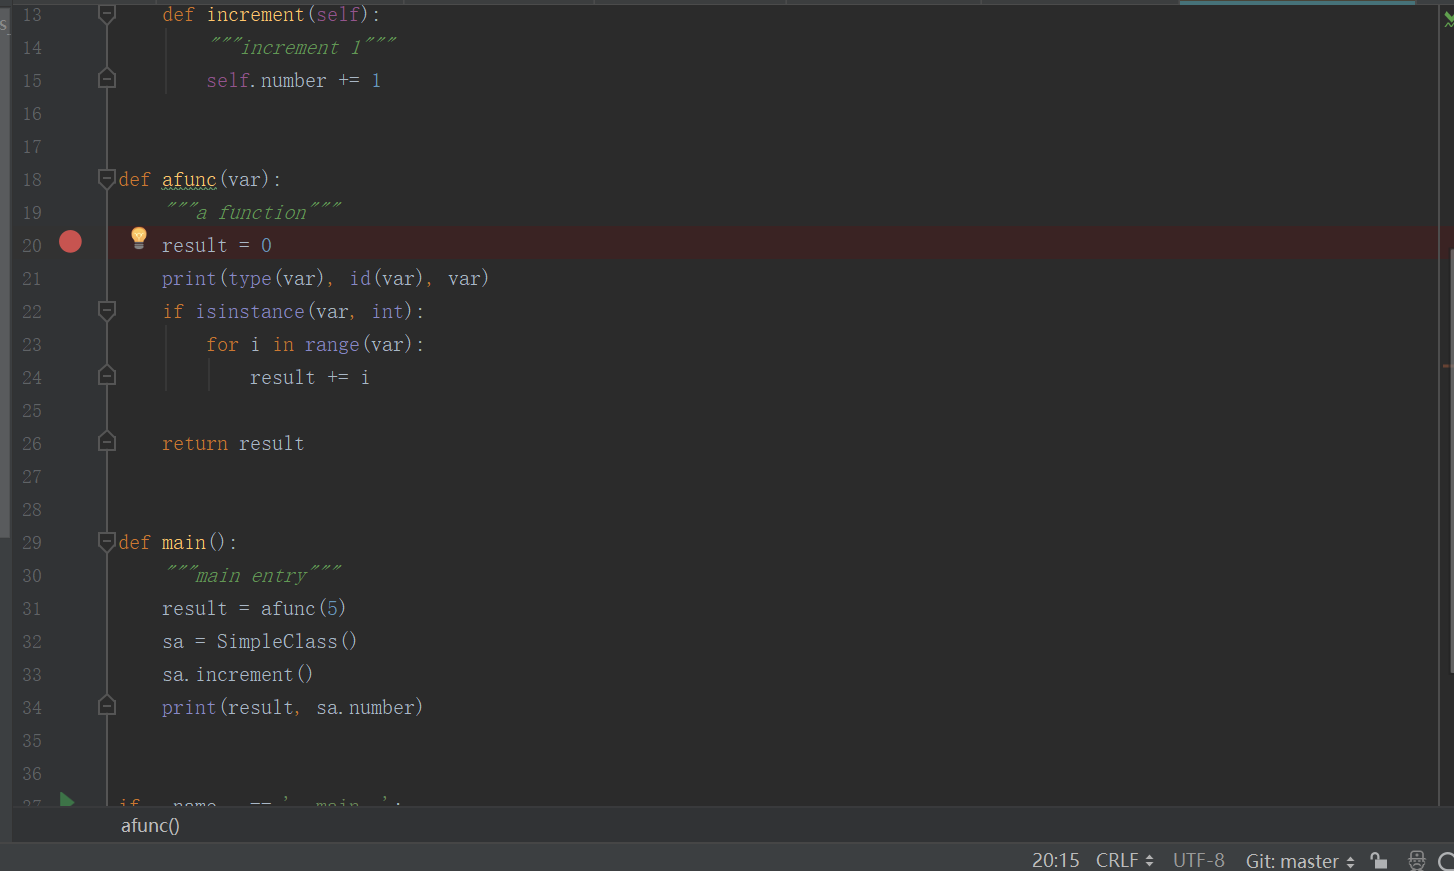 13 def increment(self):
14 """increment 1"""
15 self.number += 1
16
17
18 def afunc(var):
19 """a function"""
20 result = 0
21 print(type(var), id(var), var)
22 if isinstance(var, int):
23 for i in range(var):
24 result += i
25
26 return result
27
28
29 def main():
30 """main entry"""
31 result = afunc(5)
32 sa = SimpleClass()
33 sa.increment()
34 print(result, sa.number)
35
36
37 if __name__ == '__main__':
afunc()
20:15 CRLF UTF-8 Git: master